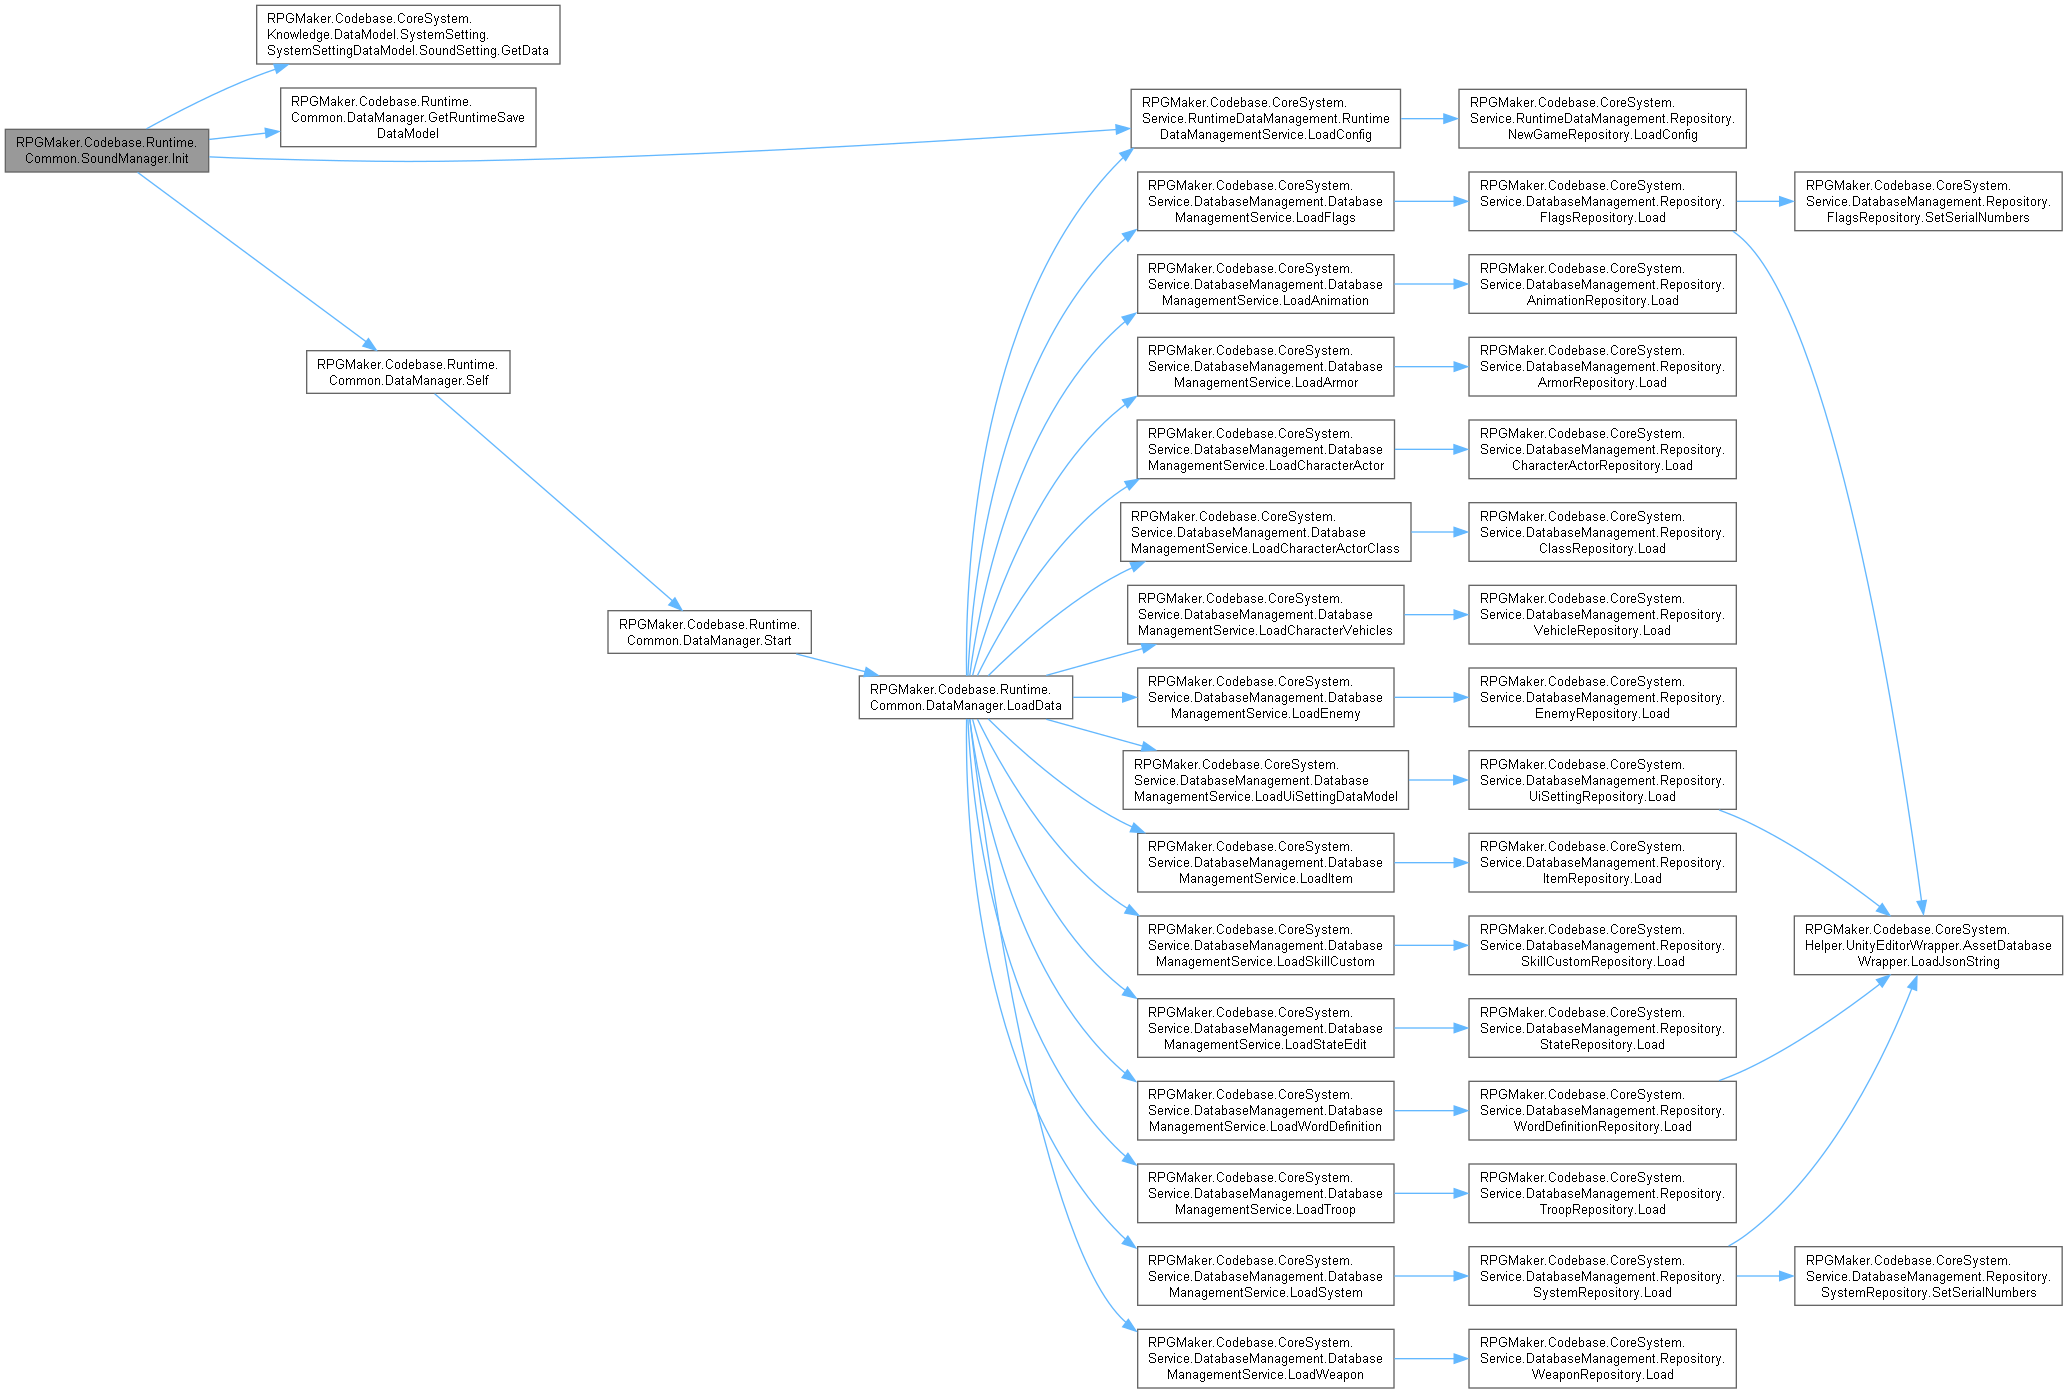 RPGMaker.Codebase.CoreSystem.
Knowledge.DataModel.SystemSetting.
SystemSettingDataModel.SoundSetting.GetData
RPGMaker.Codebase.Runtime.
Common.DataManager.GetRuntimeSave
DataModel
RPGMaker.Codebase.Runtime.
Common.SoundManager.Init
RPGMaker.Codebase.Runtime.
Common.DataManager.Self
RPGMaker.Codebase.Runtime.
Common.DataManager.Start
RPGMaker.Codebase.Runtime.
Common.DataManager.LoadData
RPGMaker.Codebase.CoreSystem.
Service.RuntimeDataManagement.Runtime
DataManagementService.LoadConfig
RPGMaker.Codebase.CoreSystem.
Service.RuntimeDataManagement.Repository.
NewGameRepository.LoadConfig
RPGMaker.Codebase.CoreSystem.
Service.DatabaseManagement.Database
ManagementService.LoadFlags
RPGMaker.Codebase.CoreSystem.
Service.DatabaseManagement.Repository.
FlagsRepository.Load
RPGMaker.Codebase.CoreSystem.
Service.DatabaseManagement.Repository.
FlagsRepository.SetSerialNumbers
RPGMaker.Codebase.CoreSystem.
Service.DatabaseManagement.Database
ManagementService.LoadAnimation
RPGMaker.Codebase.CoreSystem.
Service.DatabaseManagement.Repository.
AnimationRepository.Load
RPGMaker.Codebase.CoreSystem.
Service.DatabaseManagement.Database
ManagementService.LoadArmor
RPGMaker.Codebase.CoreSystem.
Service.DatabaseManagement.Repository.
ArmorRepository.Load
RPGMaker.Codebase.CoreSystem.
Service.DatabaseManagement.Database
ManagementService.LoadCharacterActor
RPGMaker.Codebase.CoreSystem.
Service.DatabaseManagement.Repository.
CharacterActorRepository.Load
RPGMaker.Codebase.CoreSystem.
Service.DatabaseManagement.Database
ManagementService.LoadCharacterActorClass
RPGMaker.Codebase.CoreSystem.
Service.DatabaseManagement.Repository.
ClassRepository.Load
RPGMaker.Codebase.CoreSystem.
Service.DatabaseManagement.Database
ManagementService.LoadCharacterVehicles
RPGMaker.Codebase.CoreSystem.
Service.DatabaseManagement.Repository.
VehicleRepository.Load
RPGMaker.Codebase.CoreSystem.
Service.DatabaseManagement.Database
ManagementService.LoadEnemy
RPGMaker.Codebase.CoreSystem.
Service.DatabaseManagement.Repository.
EnemyRepository.Load
RPGMaker.Codebase.CoreSystem.
Service.DatabaseManagement.Database
ManagementService.LoadUiSettingDataModel
RPGMaker.Codebase.CoreSystem.
Service.DatabaseManagement.Repository.
UiSettingRepository.Load
RPGMaker.Codebase.CoreSystem.
Service.DatabaseManagement.Database
ManagementService.LoadItem
RPGMaker.Codebase.CoreSystem.
Service.DatabaseManagement.Repository.
ItemRepository.Load
RPGMaker.Codebase.CoreSystem.
Service.DatabaseManagement.Database
ManagementService.LoadSkillCustom
RPGMaker.Codebase.CoreSystem.
Service.DatabaseManagement.Repository.
SkillCustomRepository.Load
RPGMaker.Codebase.CoreSystem.
Helper.UnityEditorWrapper.AssetDatabase
Wrapper.LoadJsonString
RPGMaker.Codebase.CoreSystem.
Service.DatabaseManagement.Database
ManagementService.LoadStateEdit
RPGMaker.Codebase.CoreSystem.
Service.DatabaseManagement.Repository.
StateRepository.Load
RPGMaker.Codebase.CoreSystem.
Service.DatabaseManagement.Database
ManagementService.LoadWordDefinition
RPGMaker.Codebase.CoreSystem.
Service.DatabaseManagement.Repository.
WordDefinitionRepository.Load
RPGMaker.Codebase.CoreSystem.
Service.DatabaseManagement.Database
ManagementService.LoadTroop
RPGMaker.Codebase.CoreSystem.
Service.DatabaseManagement.Repository.
TroopRepository.Load
RPGMaker.Codebase.CoreSystem.
Service.DatabaseManagement.Database
ManagementService.LoadSystem
RPGMaker.Codebase.CoreSystem.
Service.DatabaseManagement.Repository.
SystemRepository.Load
RPGMaker.Codebase.CoreSystem.
Service.DatabaseManagement.Repository.
SystemRepository.SetSerialNumbers
RPGMaker.Codebase.CoreSystem.
Service.DatabaseManagement.Database
ManagementService.LoadWeapon
RPGMaker.Codebase.CoreSystem.
Service.DatabaseManagement.Repository.
WeaponRepository.Load